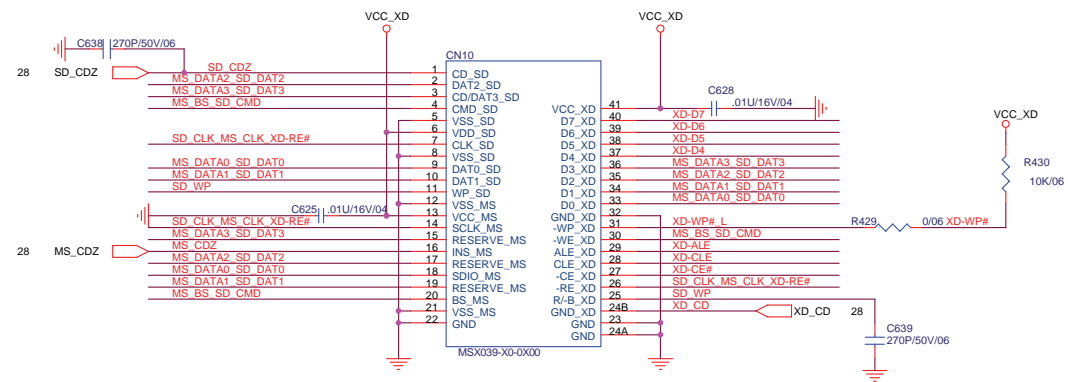 VCC_XD
VCC_XD
C638 270P/50V/06
CN10
28 SD_CDZ SD_CDZ 1 CD_SD
MS_DATA2_SD_DAT2 2 DAT2_SD
MS_DATA3_SD_DAT3 3 CD/DAT3_SD
MS_BS_SD_CMD 4 CMD_SD
5 VSS_SD
6 VDD_SD
SD_CLK_MS_CLK_XD-RE# 7 CLK_SD
8 VSS_SD
MS_DATA0_SD_DAT0 9 DAT0_SD
MS_DATA1_SD_DAT1 10 DAT1_SD
SD_WP 11 WP_SD
12 VSS_MS
C625 .01U/16V/04 13 VCC_MS
SD_CLK_MS_CLK_XD-RE# 14 SCLK_MS
MS_DATA3_SD_DAT3 15 RESERVE_MS
28 MS_CDZ MS_CDZ 16 INS_MS
MS_DATA2_SD_DAT2 17 RESERVE_MS
MS_DATA0_SD_DAT0 18 SDIO_MS
MS_DATA1_SD_DAT1 19 RESERVE_MS
MS_BS_SD_CMD 20 BS_MS
21 VSS_MS
22 GND
C628
VCC_XD 41 .01U/16V/04
D7_XD 40 XD-D7
D6_XD 39 XD-D6
D5_XD 38 XD-D5
D4_XD 37 XD-D4
D3_XD 36 MS_DATA3_SD_DAT3
D2_XD 35 MS_DATA2_SD_DAT2
D1_XD 34 MS_DATA1_SD_DAT1
D0_XD 33 MS_DATA0_SD_DAT0
GND_XD 32
-WP_XD 31 XD-WP#_L
-WE_XD 30 MS_BS_SD_CMD
ALE_XD 29 XD-ALE
CLE_XD 28 XD-CLE
-CE_XD 27 XD-CE#
-RE_XD 26 SD_CLK_MS_CLK_XD-RE#
R/-B_XD 25 SD_WP
GND_XD 24B XD_CD XD_CD 28
GND 23
GND 24A
MSX039-X0-0X00
VCC_XD
R430
10K/06
R429 0/06 XD-WP#
C639
270P/50V/06